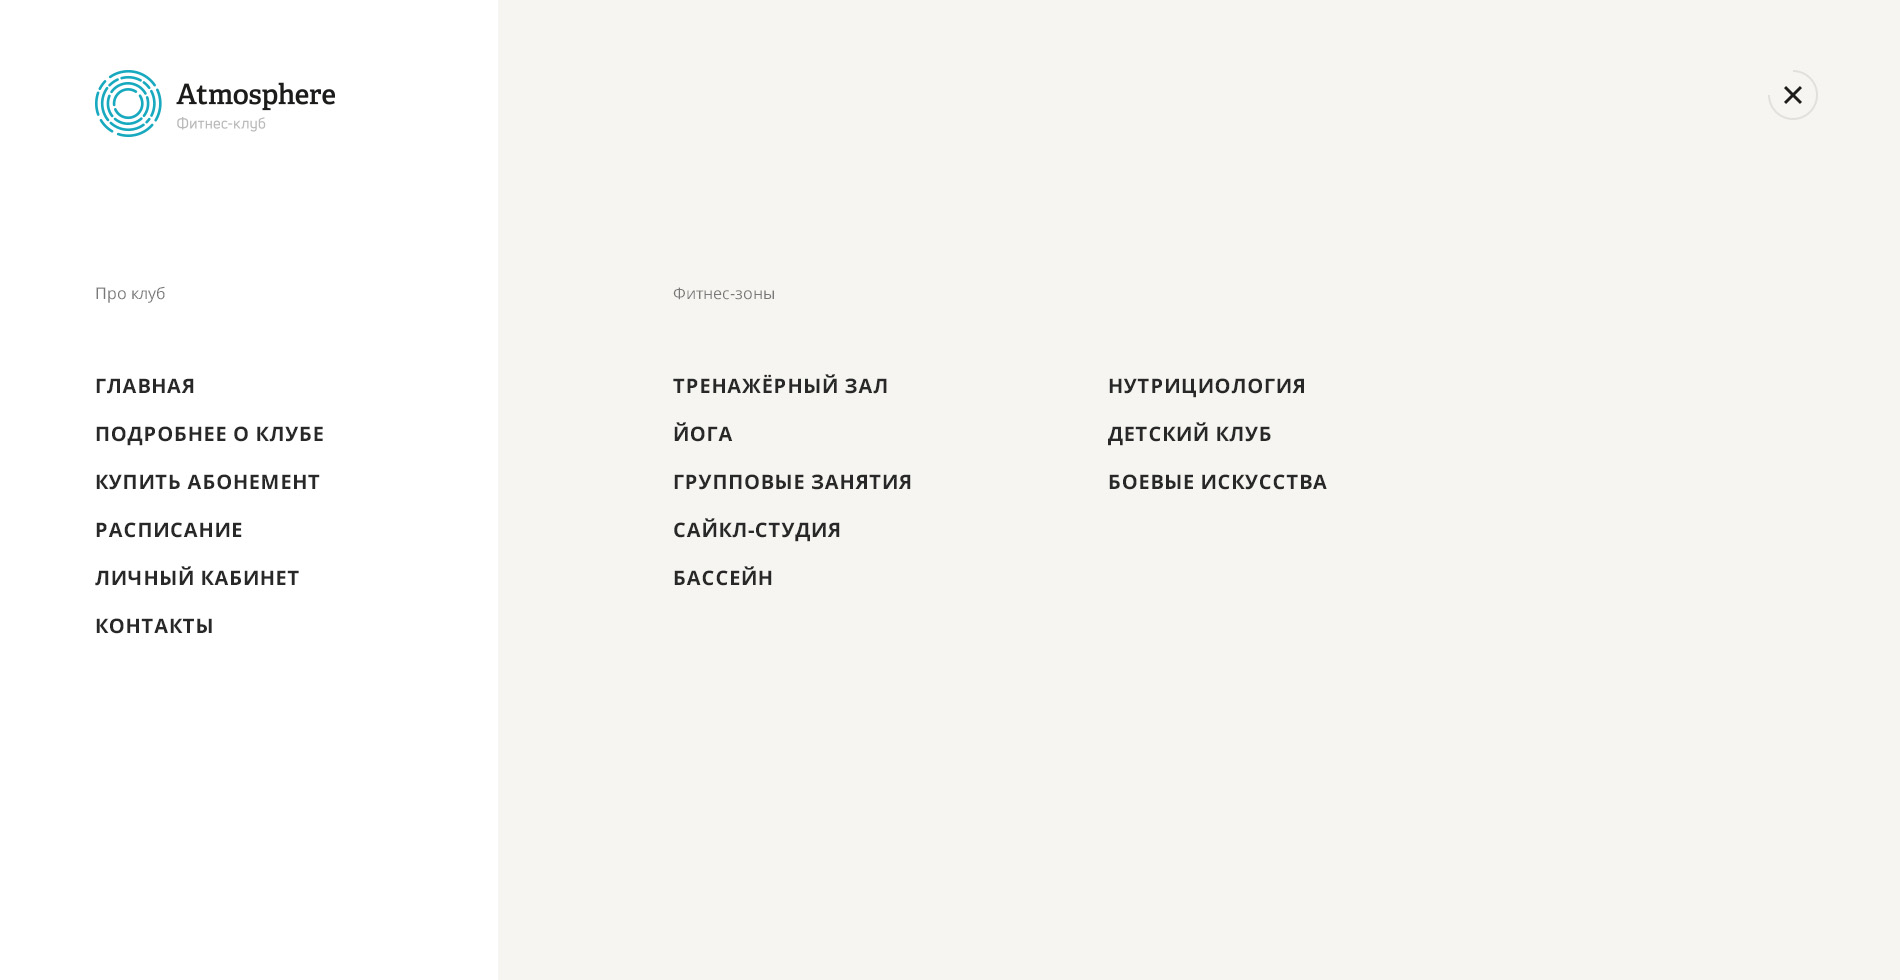 Atmosphere
Фитнес-клуб
Про клуб
ГЛАВНАЯ
ПОДРОБНЕЕ О КЛУБЕ
КУПИТЬ АБОНЕМЕНТ
РАСПИСАНИЕ
ЛИЧНЫЙ КАБИНЕТ
КОНТАКТЫ
Фитнес-зоны
ТРЕНАЖЁРНЫЙ ЗАЛ
ЙОГА
ГРУППОВЫЕ ЗАНЯТИЯ
САЙКЛ-СТУДИЯ
БАССЕЙН
НУТРИЦИОЛОГИЯ
ДЕТСКИЙ КЛУБ
БОЕВЫЕ ИСКУССТВА